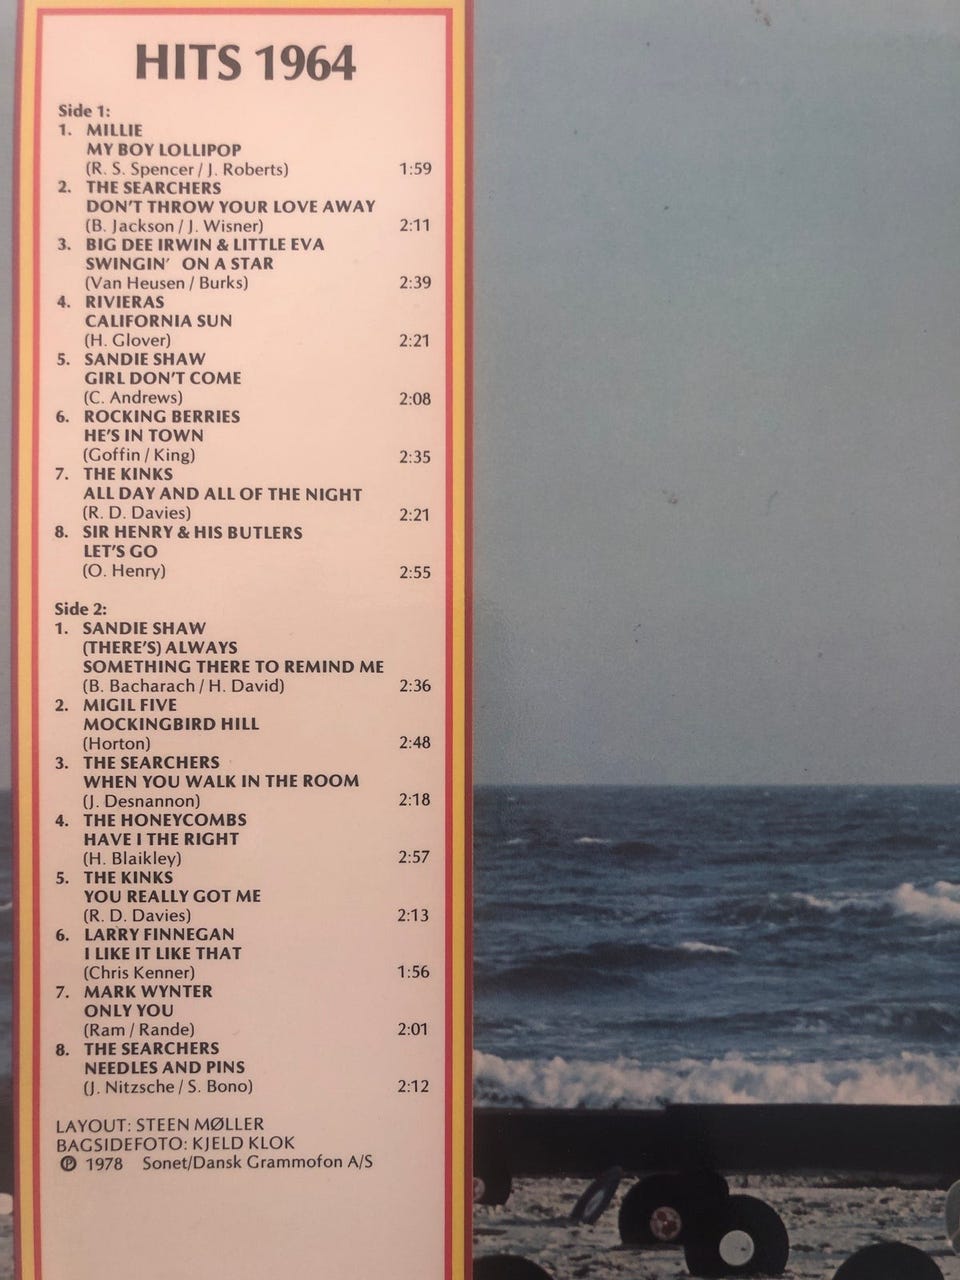 HITS 1964
Side 1:
1. MILLIE
MY BOY LOLLIPOP
(R. S. Spencer / J. Roberts) 1:59
2. THE SEARCHERS
DON'T THROW YOUR LOVE AWAY
(B. Jackson / J. Wisner) 2:11
3. BIG DEE IRWIN & LITTLE EVA
SWINGIN' ON A STAR
(Van Heusen / Burks) 2:39
4. RIVIERAS
CALIFORNIA SUN
(H. Glover) 2:21
5. SANDIE SHAW
GIRL DON'T COME
(C. Andrews) 2:08
6. ROCKING BERRIES
HE'S IN TOWN
(Goffin / King) 2:35
7. THE KINKS
ALL DAY AND ALL OF THE NIGHT
(R. D. Davies) 2:21
8. SIR HENRY & HIS BUTLERS
LET'S GO
(O. Henry) 2:55
Side 2:
1. SANDIE SHAW
(THERE'S) ALWAYS
SOMETHING THERE TO REMIND ME
(B. Bacharach / H. David) 2:36
2. MIGIL FIVE
MOCKINGBIRD HILL
(Horton) 2:48
3. THE SEARCHERS
WHEN YOU WALK IN THE ROOM
(J. Desnannon) 2:18
4. THE HONEYCOMBS
HAVE I THE RIGHT
(H. Blaikley) 2:57
5. THE KINKS
YOU REALLY GOT ME
(R. D. Davies) 2:13
6. LARRY FINNEGAN
I LIKE IT LIKE THAT
(Chris Kenner) 1:56
7. MARK WYNTER
ONLY YOU
(Ram / Rande) 2:01
8. THE SEARCHERS
NEEDLES AND PINS
(J. Nitzsche / S. Bono) 2:12
LAYOUT: STEEN MØLLER
BAGSIDEFOTO: KJELD KLOK
℗ 1978 Sonet/Dansk Grammofon A/S